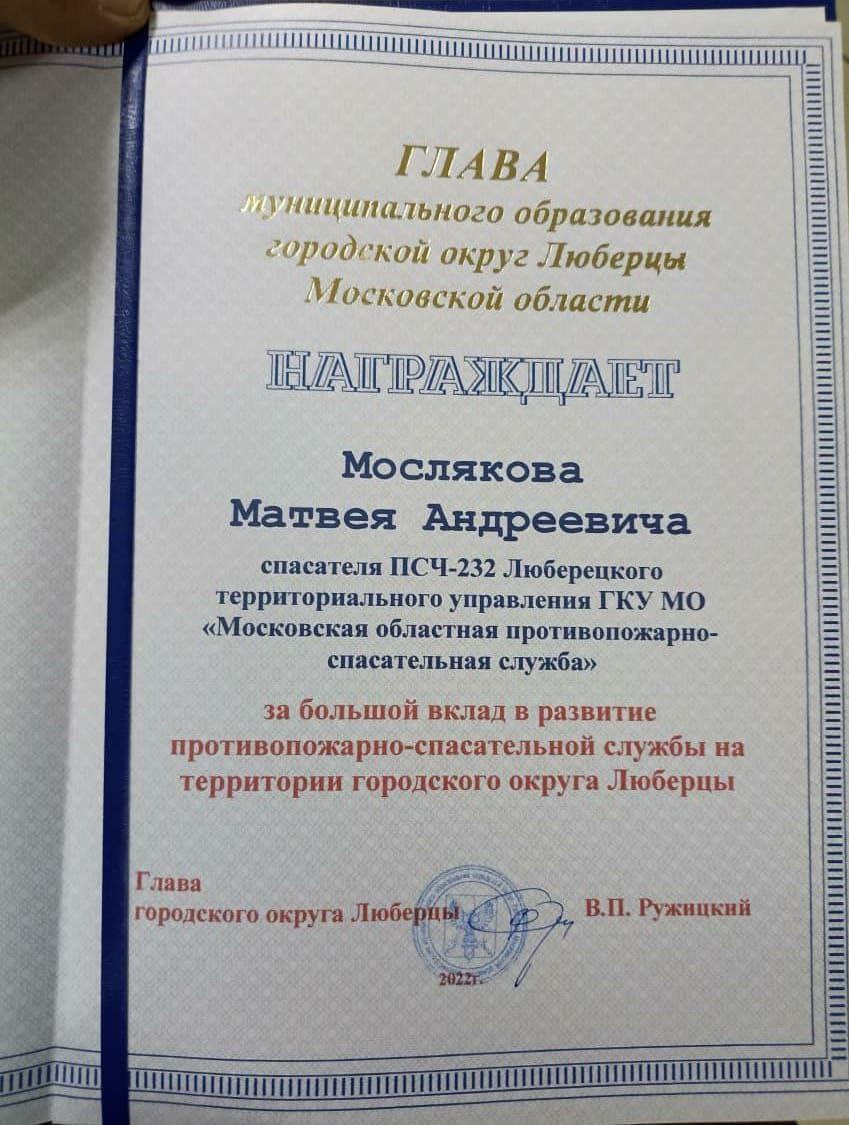 ГЛАВА
муниципального образования
городской округ Люберцы
Московской области
НАГРАЖДАЕТ
Мослякова
Матвея Андреевича
спасателя ПСЧ-232 Люберецкого
территориального управления ГКУ МО
«Московская областная противопожарно-
спасательная служба»
за большой вклад в развитие
противопожарно-спасательной службы на
территории городского округа Люберцы
Глава
городского округа Люберцы В.П. Ружицкий
2022г.